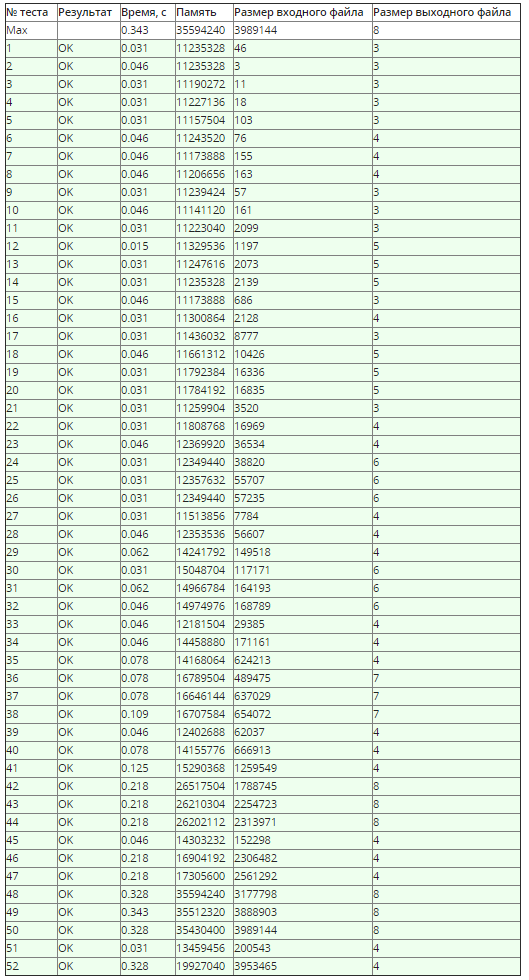 № теста Результат Время, с Память Размер входного файла Размер выходного файла
Max 0.343 35594240 3989144 8
1 OK 0.031 11235328 46 3
2 OK 0.046 11235328 3 3
3 OK 0.031 11190272 11 3
4 OK 0.031 11227136 18 3
5 OK 0.031 11157504 103 3
6 OK 0.046 11243520 76 4
7 OK 0.046 11173888 155 4
8 OK 0.046 11206656 163 4
9 OK 0.031 11239424 57 3
10 OK 0.046 11141120 161 3
11 OK 0.031 11223040 2099 3
12 OK 0.015 11329536 1197 5
13 OK 0.031 11247616 2073 5
14 OK 0.031 11235328 2139 5
15 OK 0.046 11173888 686 3
16 OK 0.031 11300864 2128 4
17 OK 0.031 11436032 8777 3
18 OK 0.046 11661312 10426 5
19 OK 0.031 11792384 16336 5
20 OK 0.031 11784192 16835 5
21 OK 0.031 11259904 3520 3
22 OK 0.031 11808768 16969 4
23 OK 0.046 12369920 36534 4
24 OK 0.031 12349440 38820 6
25 OK 0.031 12357632 55707 6
26 OK 0.031 12349440 57235 6
27 OK 0.031 11513856 7784 4
28 OK 0.046 12353536 56607 4
29 OK 0.062 14241792 149518 4
30 OK 0.031 15048704 117171 6
31 OK 0.062 14966784 164193 6
32 OK 0.046 14974976 168789 6
33 OK 0.046 12181504 29385 4
34 OK 0.046 14458880 171161 4
35 OK 0.078 14168064 624213 4
36 OK 0.078 16789504 489475 7
37 OK 0.078 16646144 637029 7
38 OK 0.109 16707584 654072 7
39 OK 0.046 12402688 62037 4
40 OK 0.078 14155776 666913 4
41 OK 0.125 15290368 1259549 4
42 OK 0.218 26517504 1788745 8
43 OK 0.218 26210304 2254723 8
44 OK 0.218 26202112 2313971 8
45 OK 0.046 14303232 152298 4
46 OK 0.218 16904192 2306482 4
47 OK 0.218 17305600 2561292 4
48 OK 0.328 35594240 3177798 8
49 OK 0.343 35512320 3888903 8
50 OK 0.328 35430400 3989144 8
51 OK 0.031 13459456 200543 4
52 OK 0.328 19927040 3953465 4